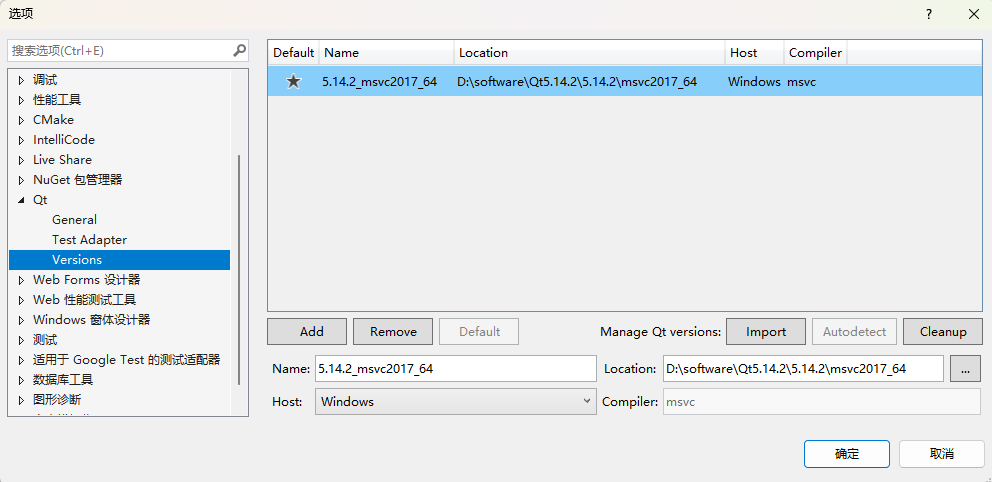 选项
搜索选项(Ctrl+E)
调试
性能工具
CMake
IntelliCode
Live Share
NuGet 包管理器
Qt
General
Test Adapter
Versions
Web Forms 设计器
Web 性能测试工具
Windows 窗体设计器
测试
适用于 Google Test 的测试适配器
数据库工具
图形诊断
Default Name Location Host Compiler
5.14.2_msvc2017_64 D:\software\Qt5.14.2\5.14.2\msvc2017_64 Windows msvc
Add Remove Default Manage Qt versions: Import Autodetect Cleanup
Name: 5.14.2_msvc2017_64 Location: D:\software\Qt5.14.2\5.14.2\msvc2017_64 ...
Host: Windows Compiler: msvc
确定 取消